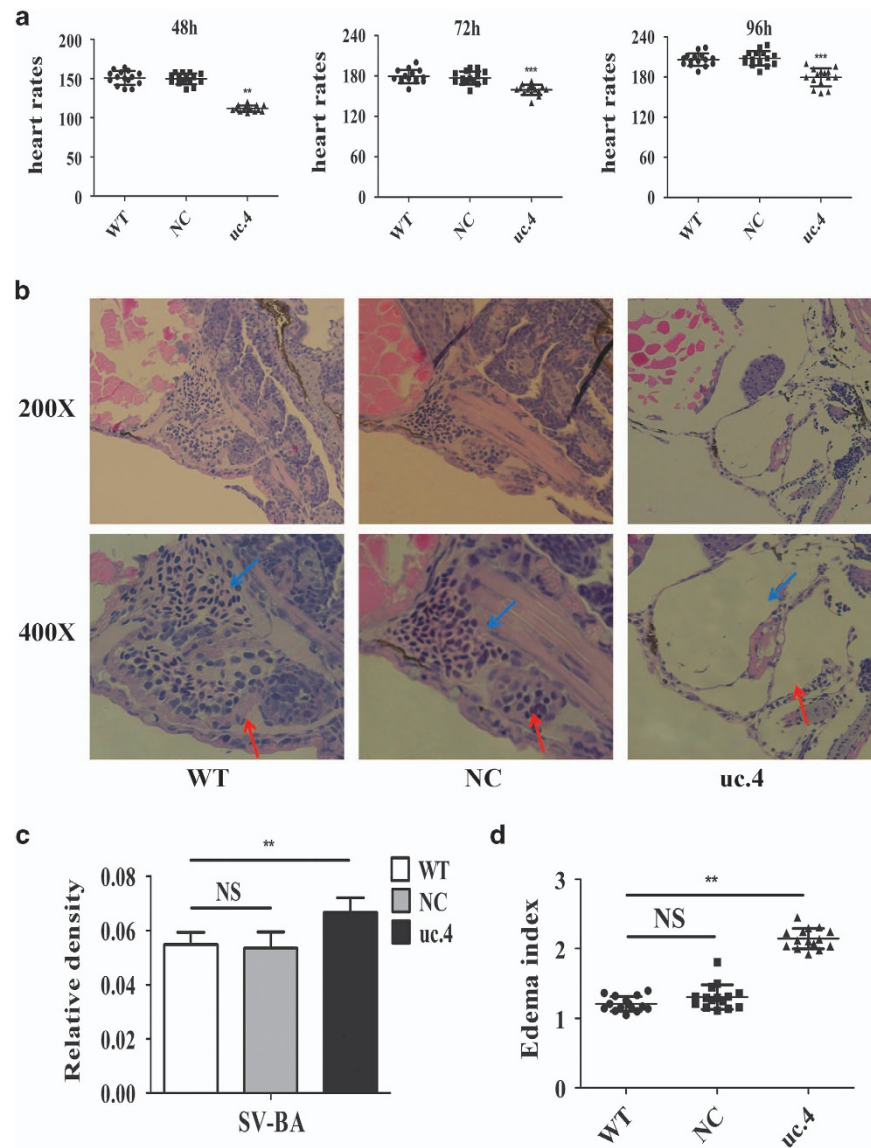 a
48h
72h
96h
heart rates
200
150
100
50
0
**
WT
NC
uc.4
heart rates
240
180
120
60
0
***
WT
NC
uc.4
heart rates
240
180
120
60
0
***
WT
NC
uc.4
b
200X
400X
WT
NC
uc.4
c
Relative density
0.08
0.06
0.04
0.02
0.00
**
NS
SV-BA
WT
NC
uc.4
d
Edema index
3
2
1
0
**
NS
WT
NC
uc.4